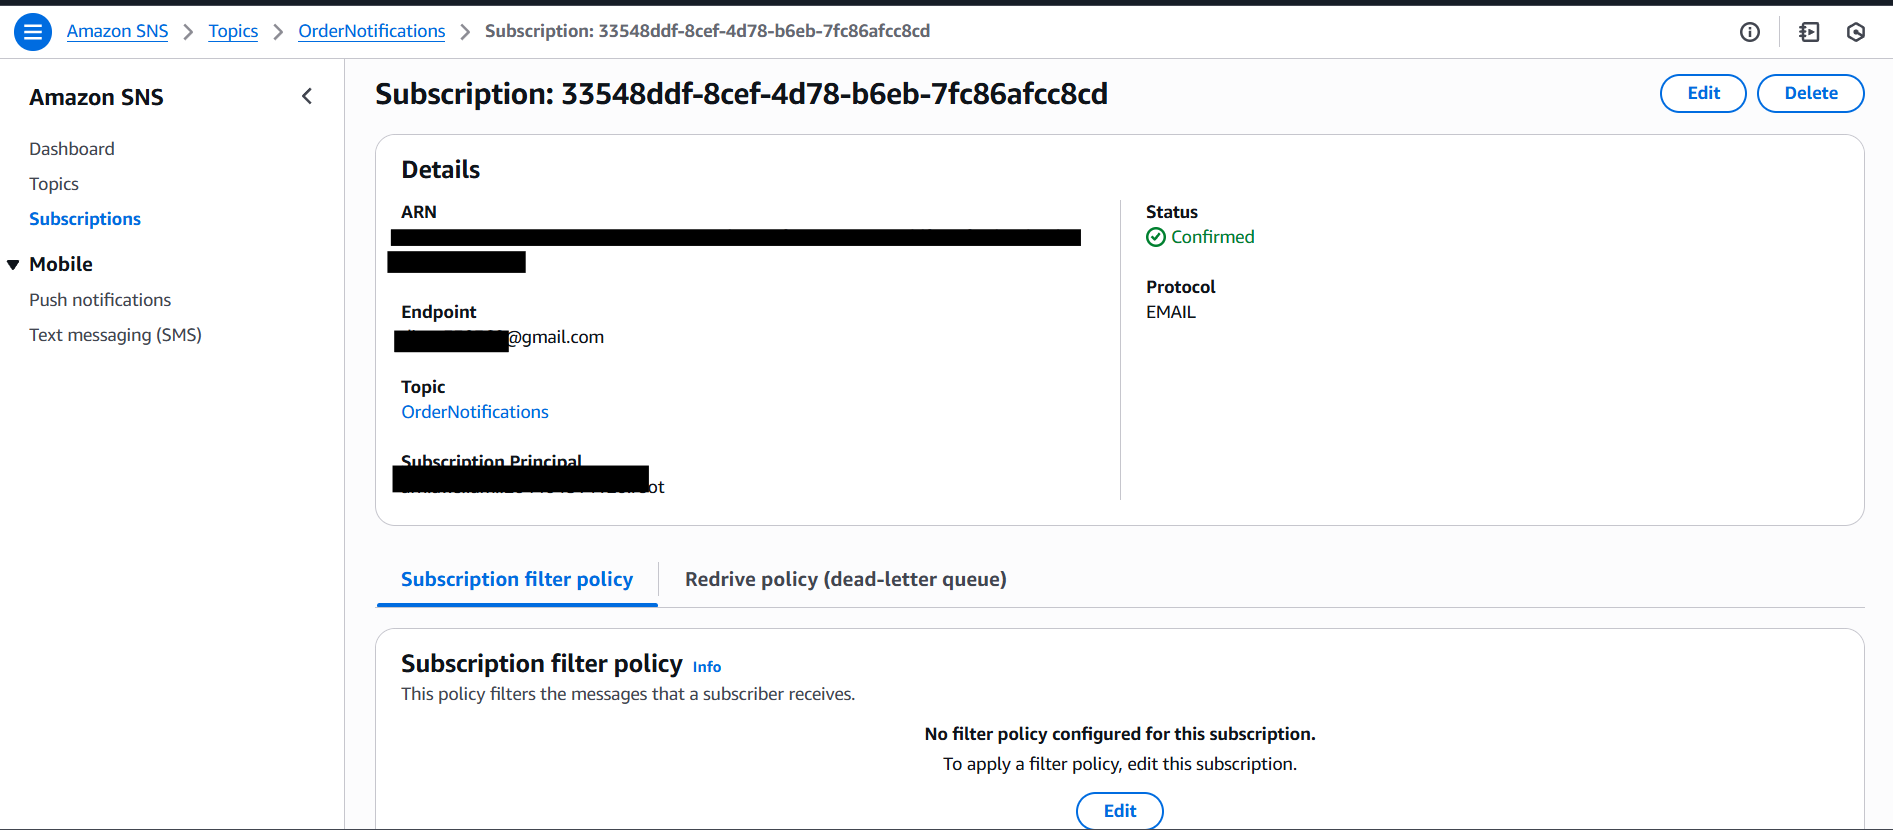 Amazon SNS > Topics > OrderNotifications > Subscription: 33548ddf-8cef-4d78-b6eb-7fc86afcc8cd
Amazon SNS
Dashboard
Topics
Subscriptions
Mobile
Push notifications
Text messaging (SMS)
Subscription: 33548ddf-8cef-4d78-b6eb-7fc86afcc8cd
Edit
Delete
Details
ARN
Status
Confirmed
Endpoint
@gmail.com
Protocol
EMAIL
Topic
OrderNotifications
Subscription Principal
Subscription filter policy
Redrive policy (dead-letter queue)
Subscription filter policy Info
This policy filters the messages that a subscriber receives.
No filter policy configured for this subscription.
To apply a filter policy, edit this subscription.
Edit